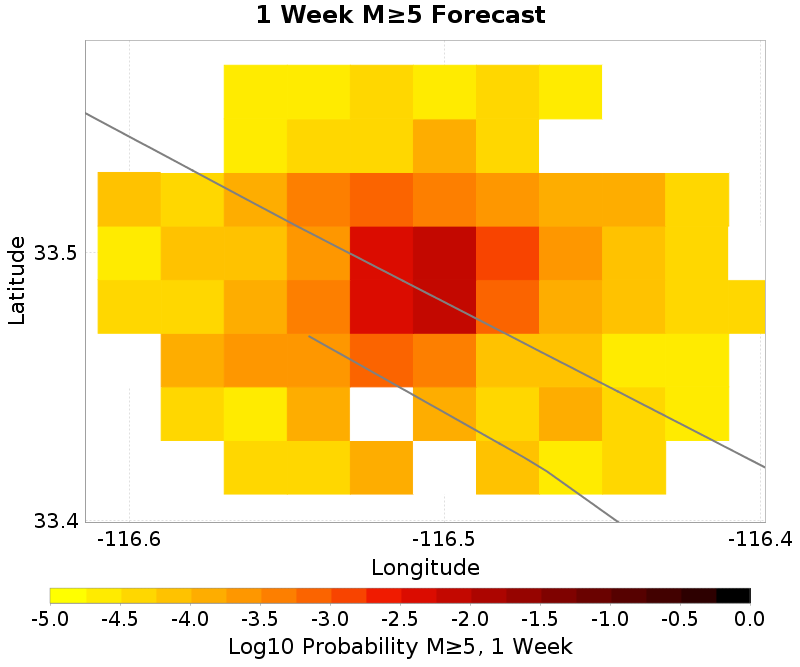 1 Week M≥5 Forecast
Latitude
33.5
33.4
-116.6 -116.5 -116.4
Longitude
-5.0 -4.5 -4.0 -3.5 -3.0 -2.5 -2.0 -1.5 -1.0 -0.5 0.0
Log10 Probability M≥5, 1 Week